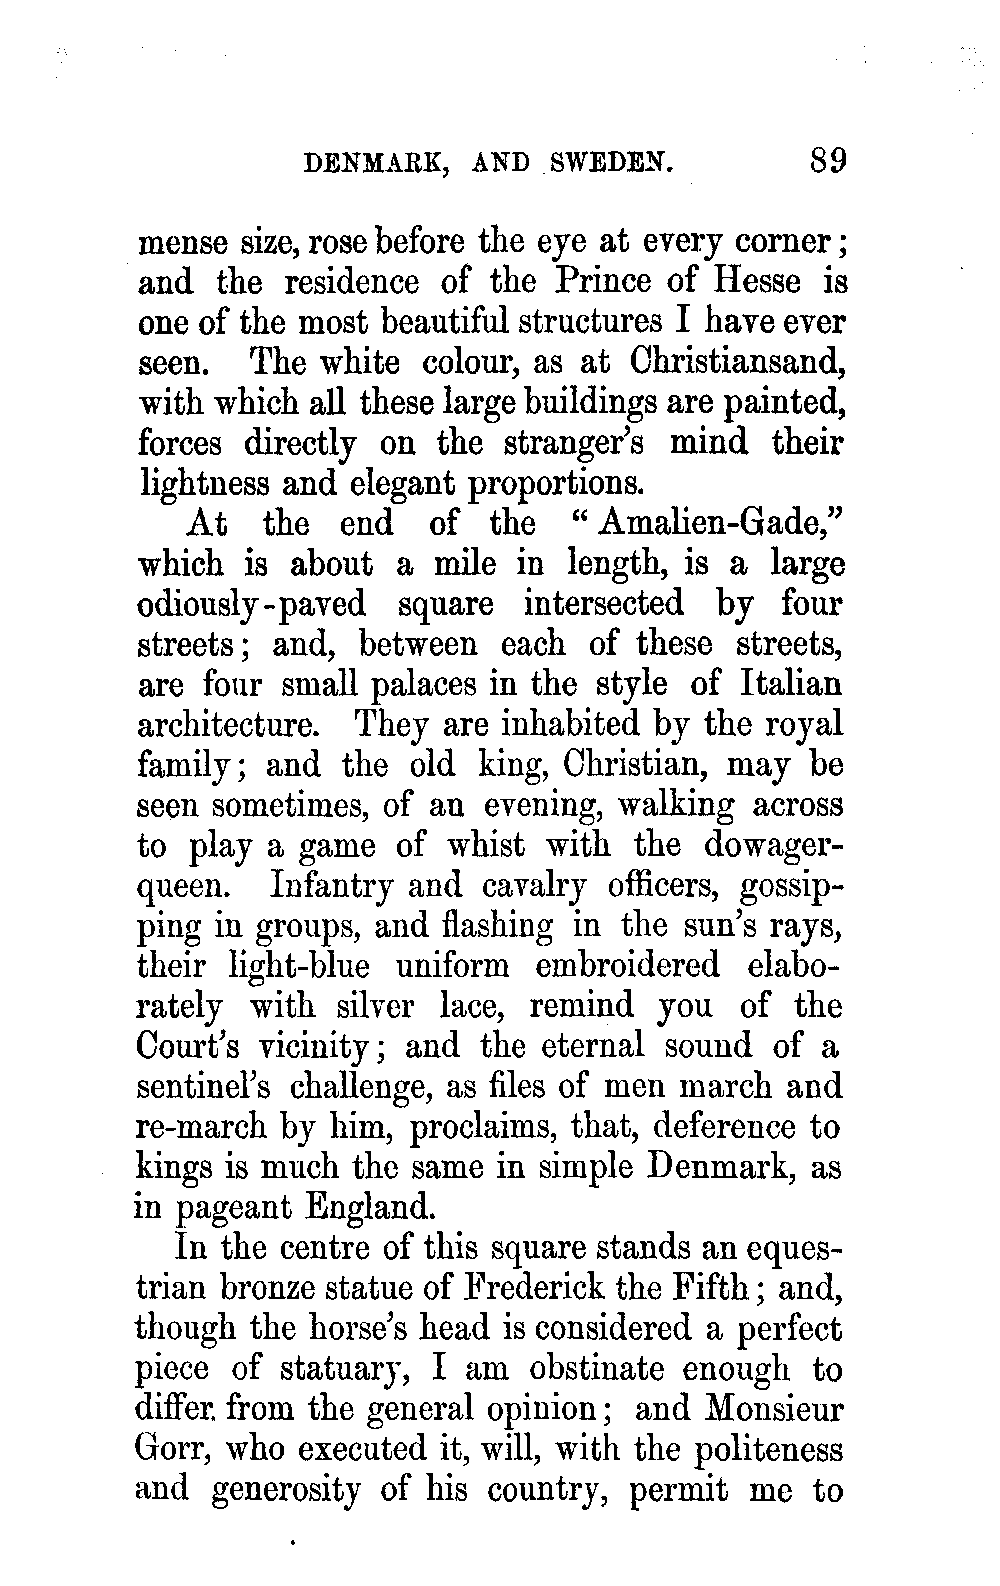 DENMARK, AND SWEDEN. 89
mense size, rose before the eye at every corner;
and the residence of the Prince of Hesse is
one of the most beautiful structures I have ever
seen. The white colour, as at Christiansand,
with which all these large buildings are painted,
forces directly on the stranger's mind their
lightness and elegant proportions.
At the end of the "Amalien-Gade,"
which is about a mile in length, is a large
odiously-paved square intersected by four
streets; and, between each of these streets,
are four small palaces in the style of Italian
architecture. They are inhabited by the royal
family; and the old king, Christian, may be
seen sometimes, of an evening, walking across
to play a game of whist with the dowager-
queen. Infantry and cavalry officers, gossip-
ping in groups, and flashing in the sun's rays,
their light-blue uniform embroidered elabo-
rately with silver lace, remind you of the
Court's vicinity; and the eternal sound of a
sentinel's challenge, as files of men march and
re-march by him, proclaims, that, deference to
kings is much the same in simple Denmark, as
in pageant England.
In the centre of this square stands an eques-
trian bronze statue of Frederick the Fifth; and,
though the horse's head is considered a perfect
piece of statuary, I am obstinate enough to
differ. from the general opinion; and Monsieur
Gorr, who executed it, will, with the politeness
and generosity of his country, permit me to